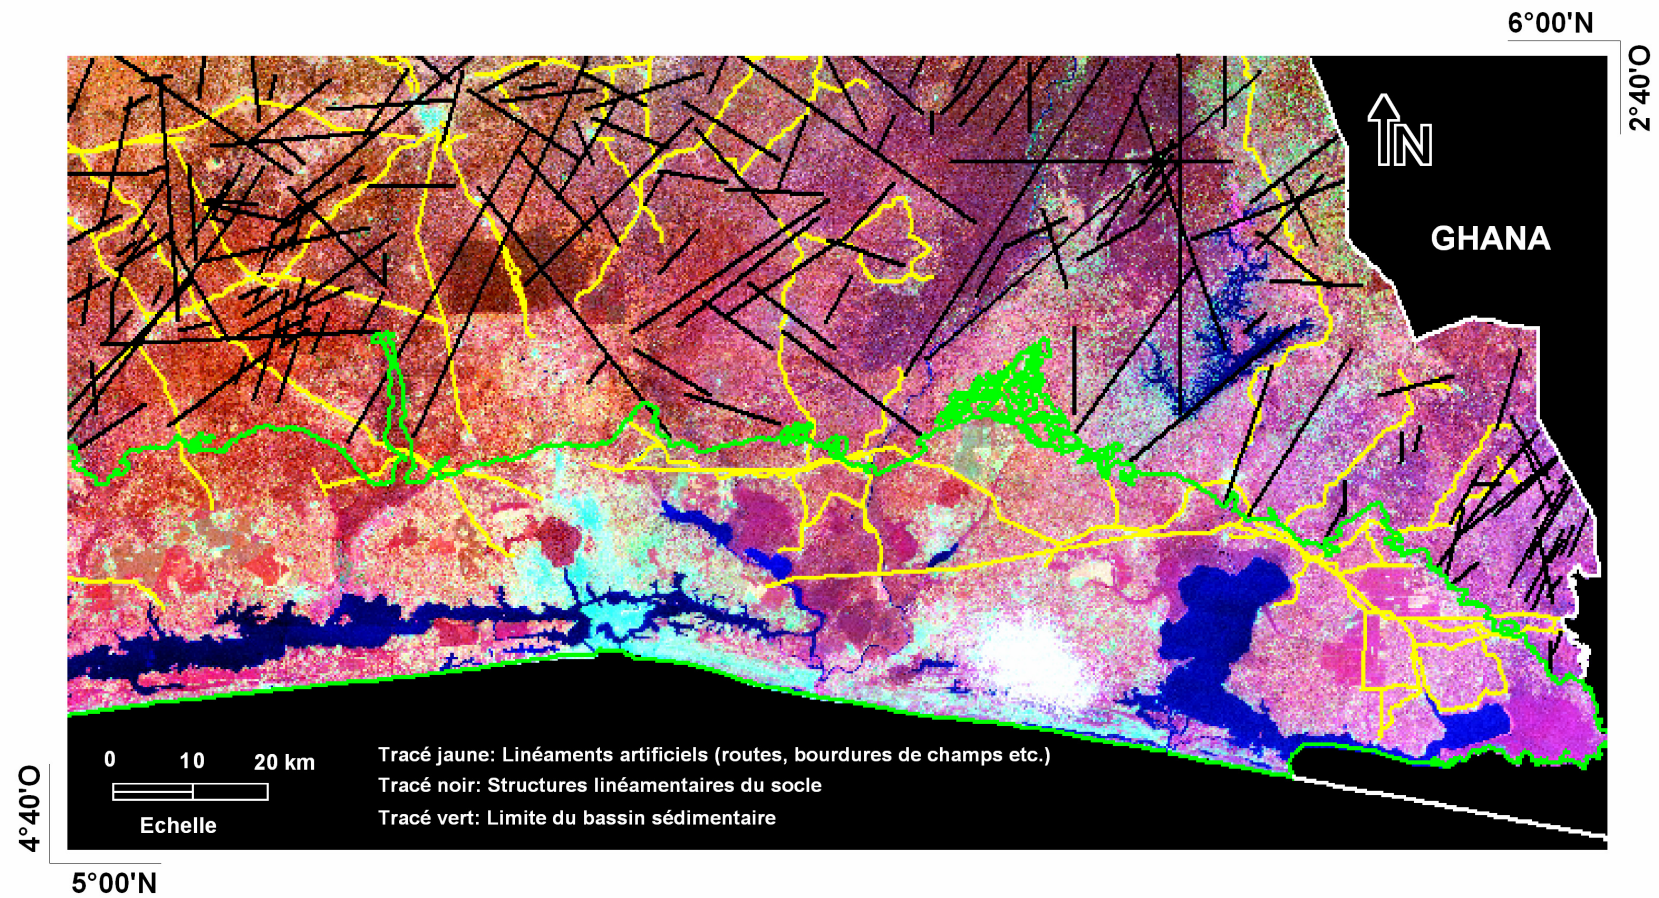 6°00'N
2°40'O
N
GHANA
0 10 20 km
Echelle
Tracé jaune: Linéaments artificiels (routes, bourdures de champs etc.)
Tracé noir: Structures linéamentaires du socle
Tracé vert: Limite du bassin sédimentaire
4°40'O
5°00'N